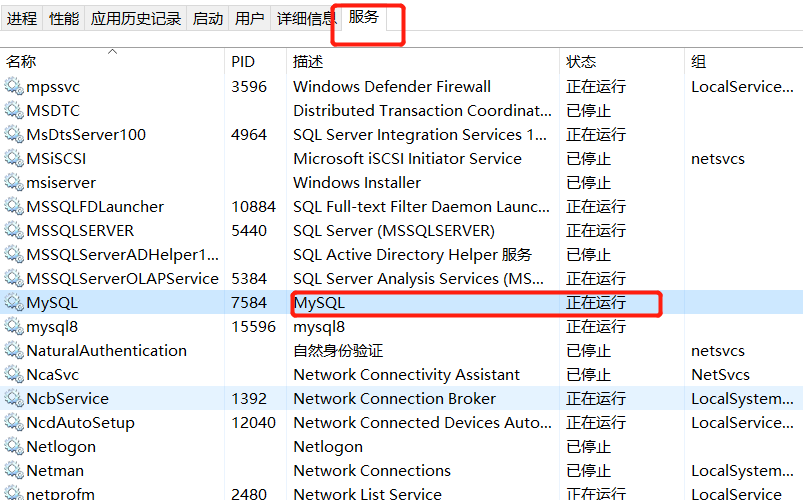 进程 性能 应用历史记录 启动 用户 详细信息 服务
名称 PID 描述 状态 组
mpssvc 3596 Windows Defender Firewall 正在运行 LocalService...
MSDTC Distributed Transaction Coordinat... 已停止
MsDtsServer100 4964 SQL Server Integration Services 1... 正在运行
MSiSCSI Microsoft iSCSI Initiator Service 已停止 netsvcs
msiserver Windows Installer 已停止
MSSQLFDLauncher 10884 SQL Full-text Filter Daemon Launc... 正在运行
MSSQLSERVER 5440 SQL Server (MSSQLSERVER) 正在运行
MSSQLServerADHelper1... SQL Active Directory Helper 服务 已停止
MSSQLServerOLAPService 5384 SQL Server Analysis Services (MS... 正在运行
MySQL 7584 MySQL 正在运行
mysql8 15596 mysql8 正在运行
NaturalAuthentication 自然身份验证 已停止 netsvcs
NcaSvc Network Connectivity Assistant 已停止 NetSvcs
NcbService 1392 Network Connection Broker 正在运行 LocalSystem...
NcdAutoSetup 12040 Network Connected Devices Auto... 正在运行 LocalService...
Netlogon Netlogon 已停止
Netman Network Connections 已停止 LocalSystem...
netprofm 2480 Network List Service 正在运行 LocalService...